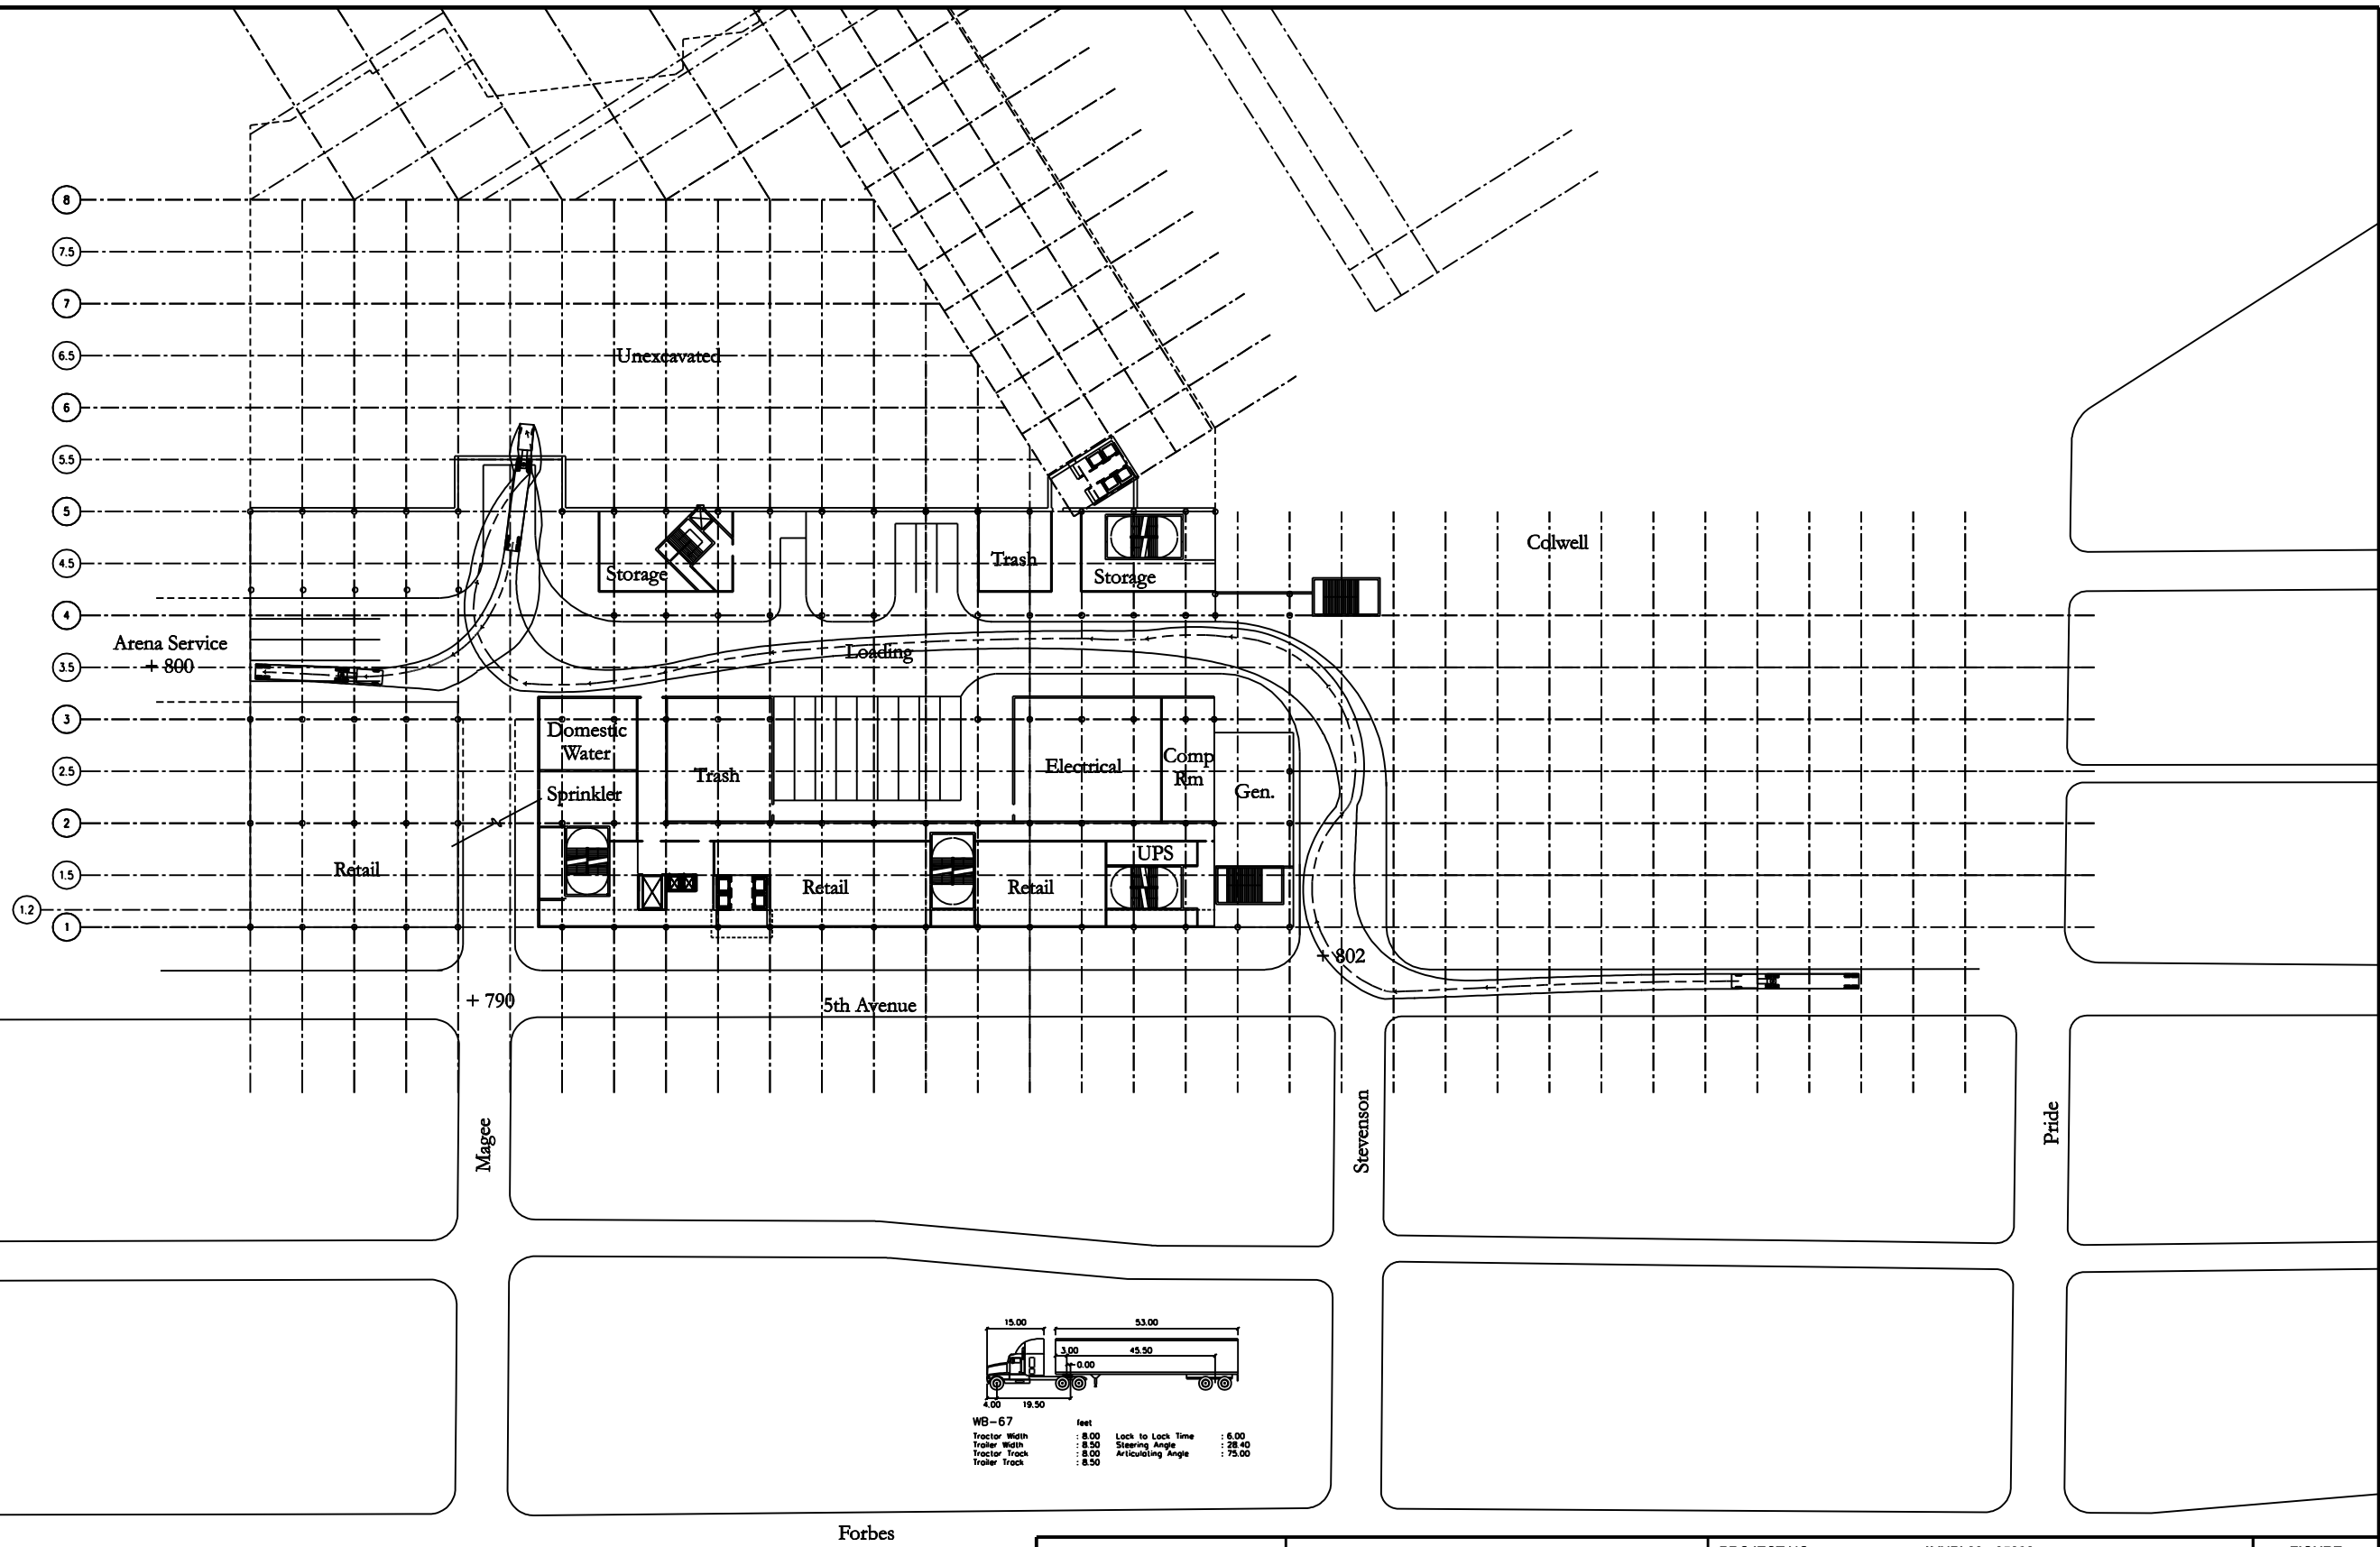 8
7.5
7
6.5
Unexcavated
6
5.5
5
4.5
Storage
Trash
Storage
Colwell
4
Arena Service
+ 800
3.5
Loading
3
Domestic
Water
2.5
Trash
Electrical
Comp
Rm
Sprinkler
Gen.
2
Retail
1.5
Retail
Retail
UPS
1.2
1
+ 802
+ 790
5th Avenue
Magee
Stevenson
Pride
15.00
53.00
3.00
45.50
0.00
4.00
19.50
WB-67
feet
Tractor Width : 8.00 Lock to Lock Time : 6.00
Trailer Width : 8.50 Steering Angle : 28.40
Tractor Track : 8.00 Articulating Angle : 75.00
Trailer Track : 8.50
Forbes